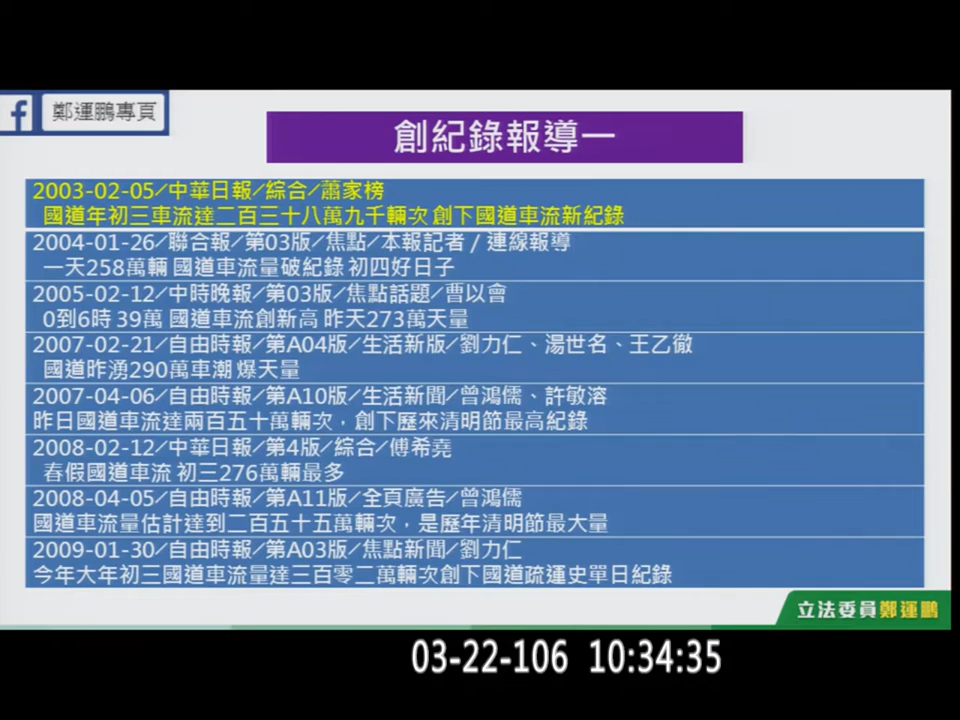 鄭運鵬專頁
創紀錄報導一
2003-02-05/中華日報/綜合/蕭家榜
國道年初三車流達二百三十八萬九千輛次 創下國道車流新紀錄
2004-01-26/聯合報/第03版/焦點/本報記者 / 連線報導
一天258萬輛 國道車流量破紀錄 初四好日子
2005-02-12/中時晚報/第03版/焦點話題/曹以會
0到6時 39萬 國道車流創新高 昨天273萬天量
2007-02-21/自由時報/第A04版/生活新版/劉力仁、湯世名、王乙徹
國道昨湧290萬車潮 爆天量
2007-04-06/自由時報/第A10版/生活新聞/曾鴻儒、許敏溶
昨日國道車流達兩百五十萬輛次，創下歷來清明節最高紀錄
2008-02-12/中華日報/第4版/綜合/傅希堯
春假國道車流 初三276萬輛最多
2008-04-05/自由時報/第A11版/全頁廣告/曾鴻儒
國道車流量估計達到二百五十五萬輛次，是歷年清明節最大量
2009-01-30/自由時報/第A03版/焦點新聞/劉力仁
今年大年初三國道車流量達三百零二萬輛次創下國道疏運史單日紀錄
立法委員鄭運鵬
03-22-106 10:34:35